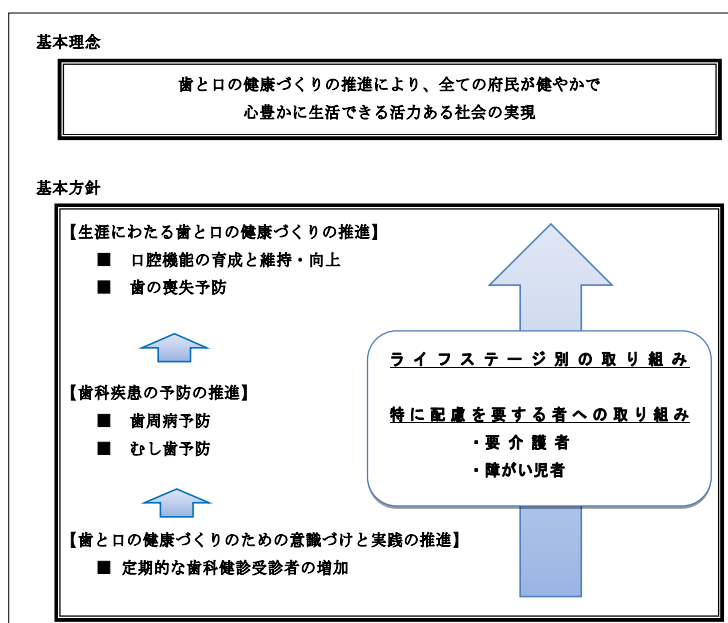 基本理念
歯と口の健康づくりの推進により、全ての府民が健やかで
心豊かに生活できる活力ある社会の実現
基本方針
【生涯にわたる歯と口の健康づくりの推進】
■ 口腔機能の育成と維持・向上
■ 歯の喪失予防
【歯科疾患の予防の推進】
■ 歯周病予防
■ むし歯予防
【歯と口の健康づくりのための意識づけと実践の推進】
■ 定期的な歯科健診受診者の増加
ライフステージ別の取り組み
特に配慮を要する者への取り組み
・要介護者
・障がい児者